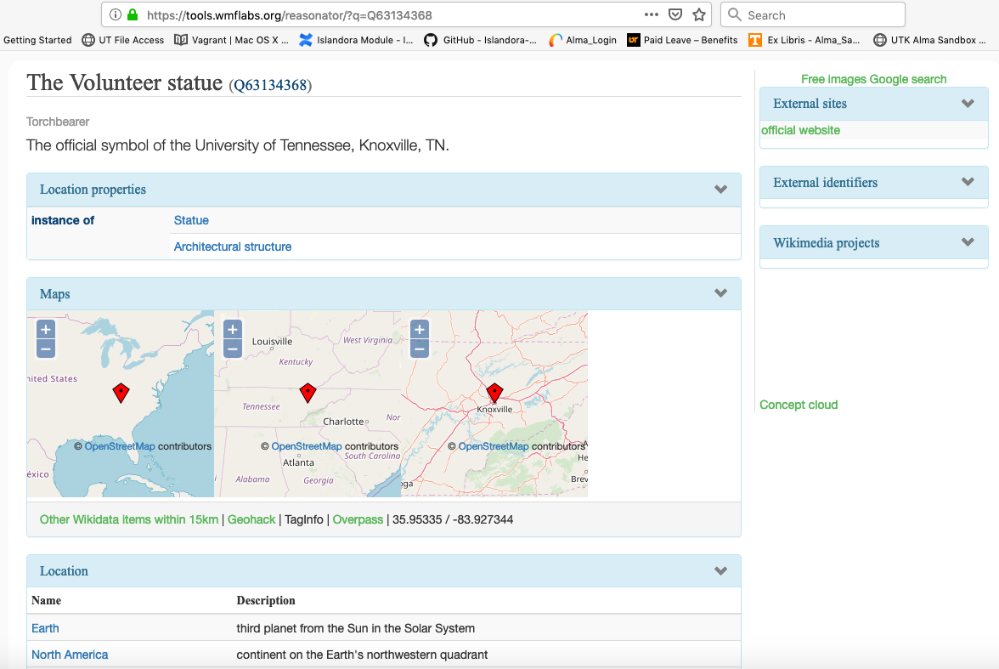 https://tools.wmflabs.org/reasonator/?q=Q63134368
Search
Getting Started UT File Access Vagrant | Mac OS X ... Islandora Module - I... GitHub - Islandora-... Alma_Login Paid Leave – Benefits Ex Libris - Alma_Sa... UTK Alma Sandbox ...
The Volunteer statue (Q63134368)
Torchbearer
The official symbol of the University of Tennessee, Knoxville, TN.
Location properties
instance of Statue
Architectural structure
Maps
+
−
nited States
éxico
© OpenStreetMap contributors
+
−
Louisville
West Virginia
Kentucky
Tennessee
Charlotte
Nor
© OpenStreetMap contributors
South Carolina
Atlanta
Alabama
Georgia
+
−
Knoxville
© OpenStreetMap contributors
He
Brev
oga
Other Wikidata items within 15km | Geohack | TagInfo | Overpass | 35.95335 / -83.927344
Location
Name Description
Earth third planet from the Sun in the Solar System
North America continent on the Earth's northwestern quadrant
Free images Google search
External sites
official website
External identifiers
Wikimedia projects
Concept cloud